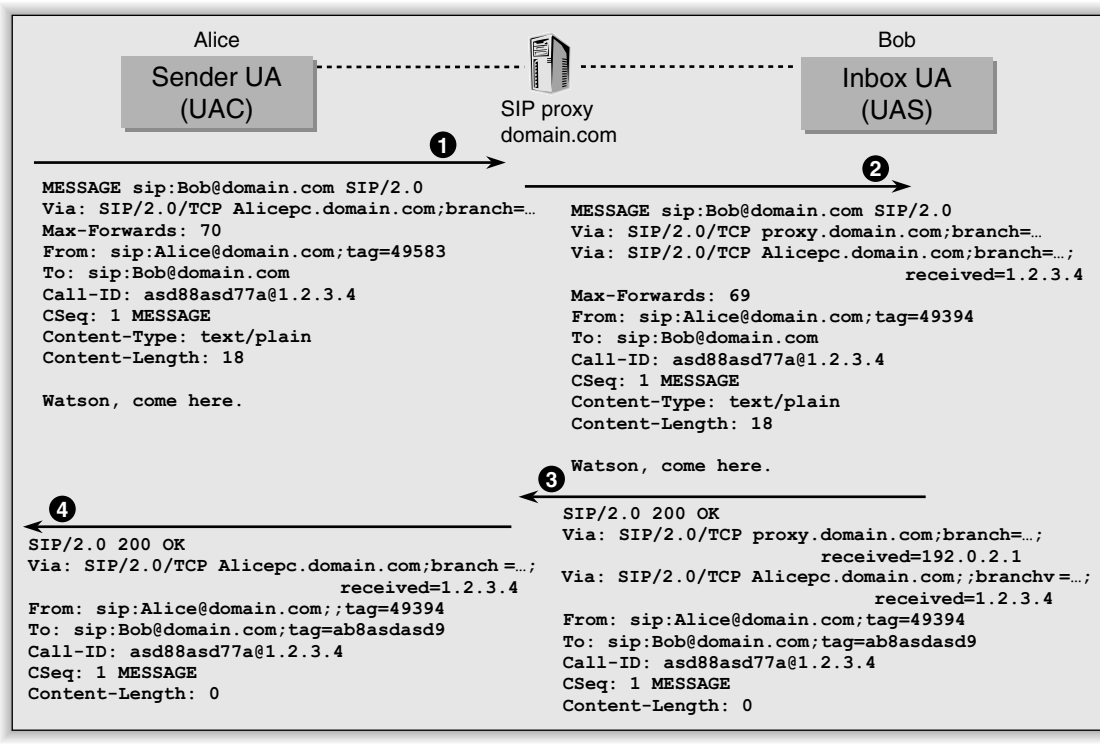 Alice
Bob
Sender UA
(UAC)
Inbox UA
(UAS)
SIP proxy
domain.com
1
MESSAGE sip:Bob@domain.com SIP/2.0
Via: SIP/2.0/TCP Alicepc.domain.com;branch=…
Max-Forwards: 70
From: sip:Alice@domain.com;tag=49583
To: sip:Bob@domain.com
Call-ID: asd88asd77a@1.2.3.4
CSeq: 1 MESSAGE
Content-Type: text/plain
Content-Length: 18
Watson, come here.
2
MESSAGE sip:Bob@domain.com SIP/2.0
Via: SIP/2.0/TCP proxy.domain.com;branch=…
Via: SIP/2.0/TCP Alicepc.domain.com;branch=…;
received=1.2.3.4
Max-Forwards: 69
From: sip:Alice@domain.com;tag=49394
To: sip:Bob@domain.com
Call-ID: asd88asd77a@1.2.3.4
CSeq: 1 MESSAGE
Content-Type: text/plain
Content-Length: 18
Watson, come here.
3
SIP/2.0 200 OK
Via: SIP/2.0/TCP proxy.domain.com;branch=…;
received=192.0.2.1
Via: SIP/2.0/TCP Alicepc.domain.com;;branchv=…;
received=1.2.3.4
From: sip:Alice@domain.com;tag=49394
To: sip:Bob@domain.com;tag=ab8asdasd9
Call-ID: asd88asd77a@1.2.3.4
CSeq: 1 MESSAGE
Content-Length: 0
4
SIP/2.0 200 OK
Via: SIP/2.0/TCP Alicepc.domain.com;branch=…;
received=1.2.3.4
From: sip:Alice@domain.com;;tag=49394
To: sip:Bob@domain.com;tag=ab8asdasd9
Call-ID: asd88asd77a@1.2.3.4
CSeq: 1 MESSAGE
Content-Length: 0